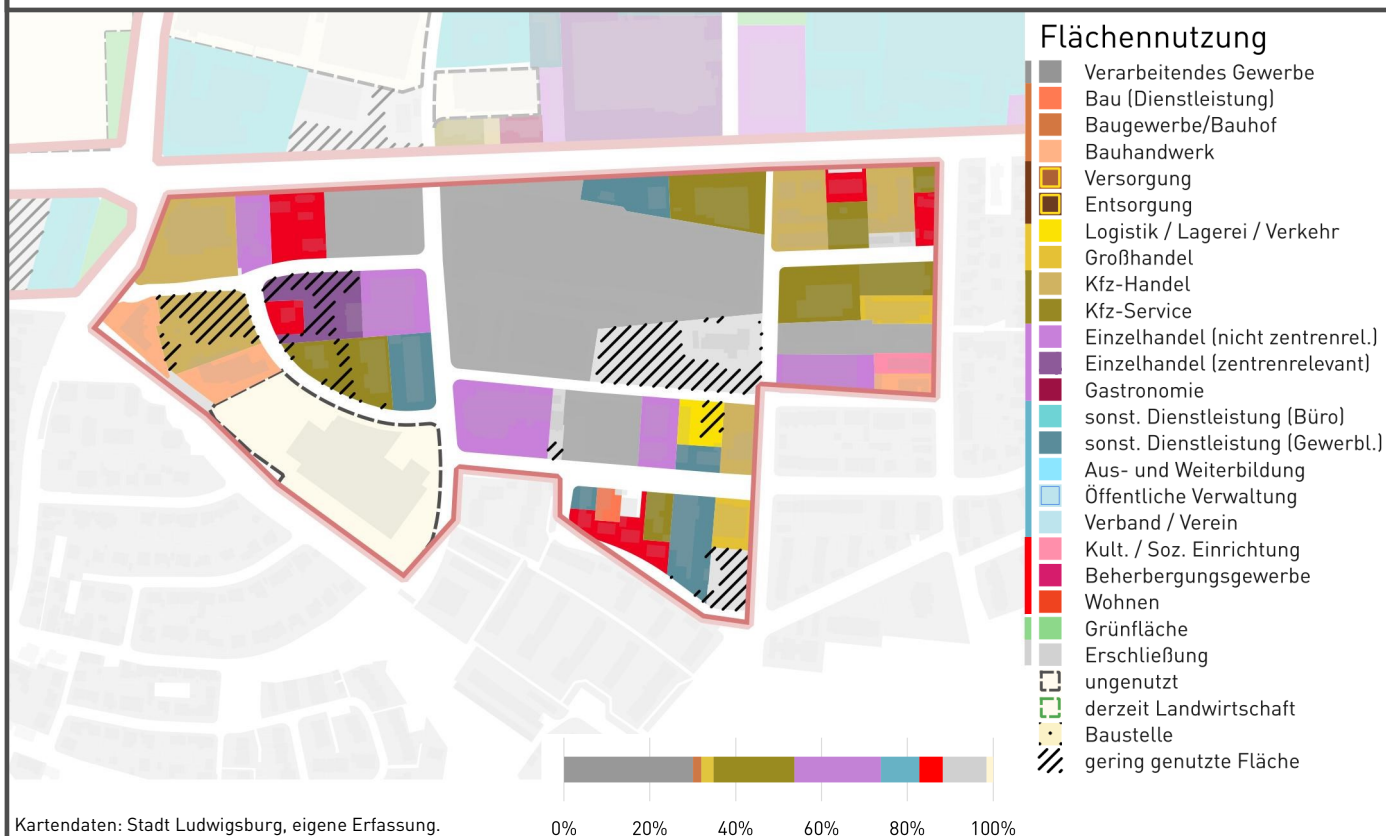 Flächennutzung
Verarbeitendes Gewerbe
Bau (Dienstleistung)
Baugewerbe/Bauhof
Bauhandwerk
Versorgung
Entsorgung
Logistik / Lagerei / Verkehr
Großhandel
Kfz-Handel
Kfz-Service
Einzelhandel (nicht zentrenrel.)
Einzelhandel (zentrenrelevant)
Gastronomie
sonst. Dienstleistung (Büro)
sonst. Dienstleistung (Gewerbl.)
Aus- und Weiterbildung
Öffentliche Verwaltung
Verband / Verein
Kult. / Soz. Einrichtung
Beherbergungsgewerbe
Wohnen
Grünfläche
Erschließung
ungenutzt
derzeit Landwirtschaft
Baustelle
gering genutzte Fläche
Kartendaten: Stadt Ludwigsburg, eigene Erfassung.
0% 20% 40% 60% 80% 100%